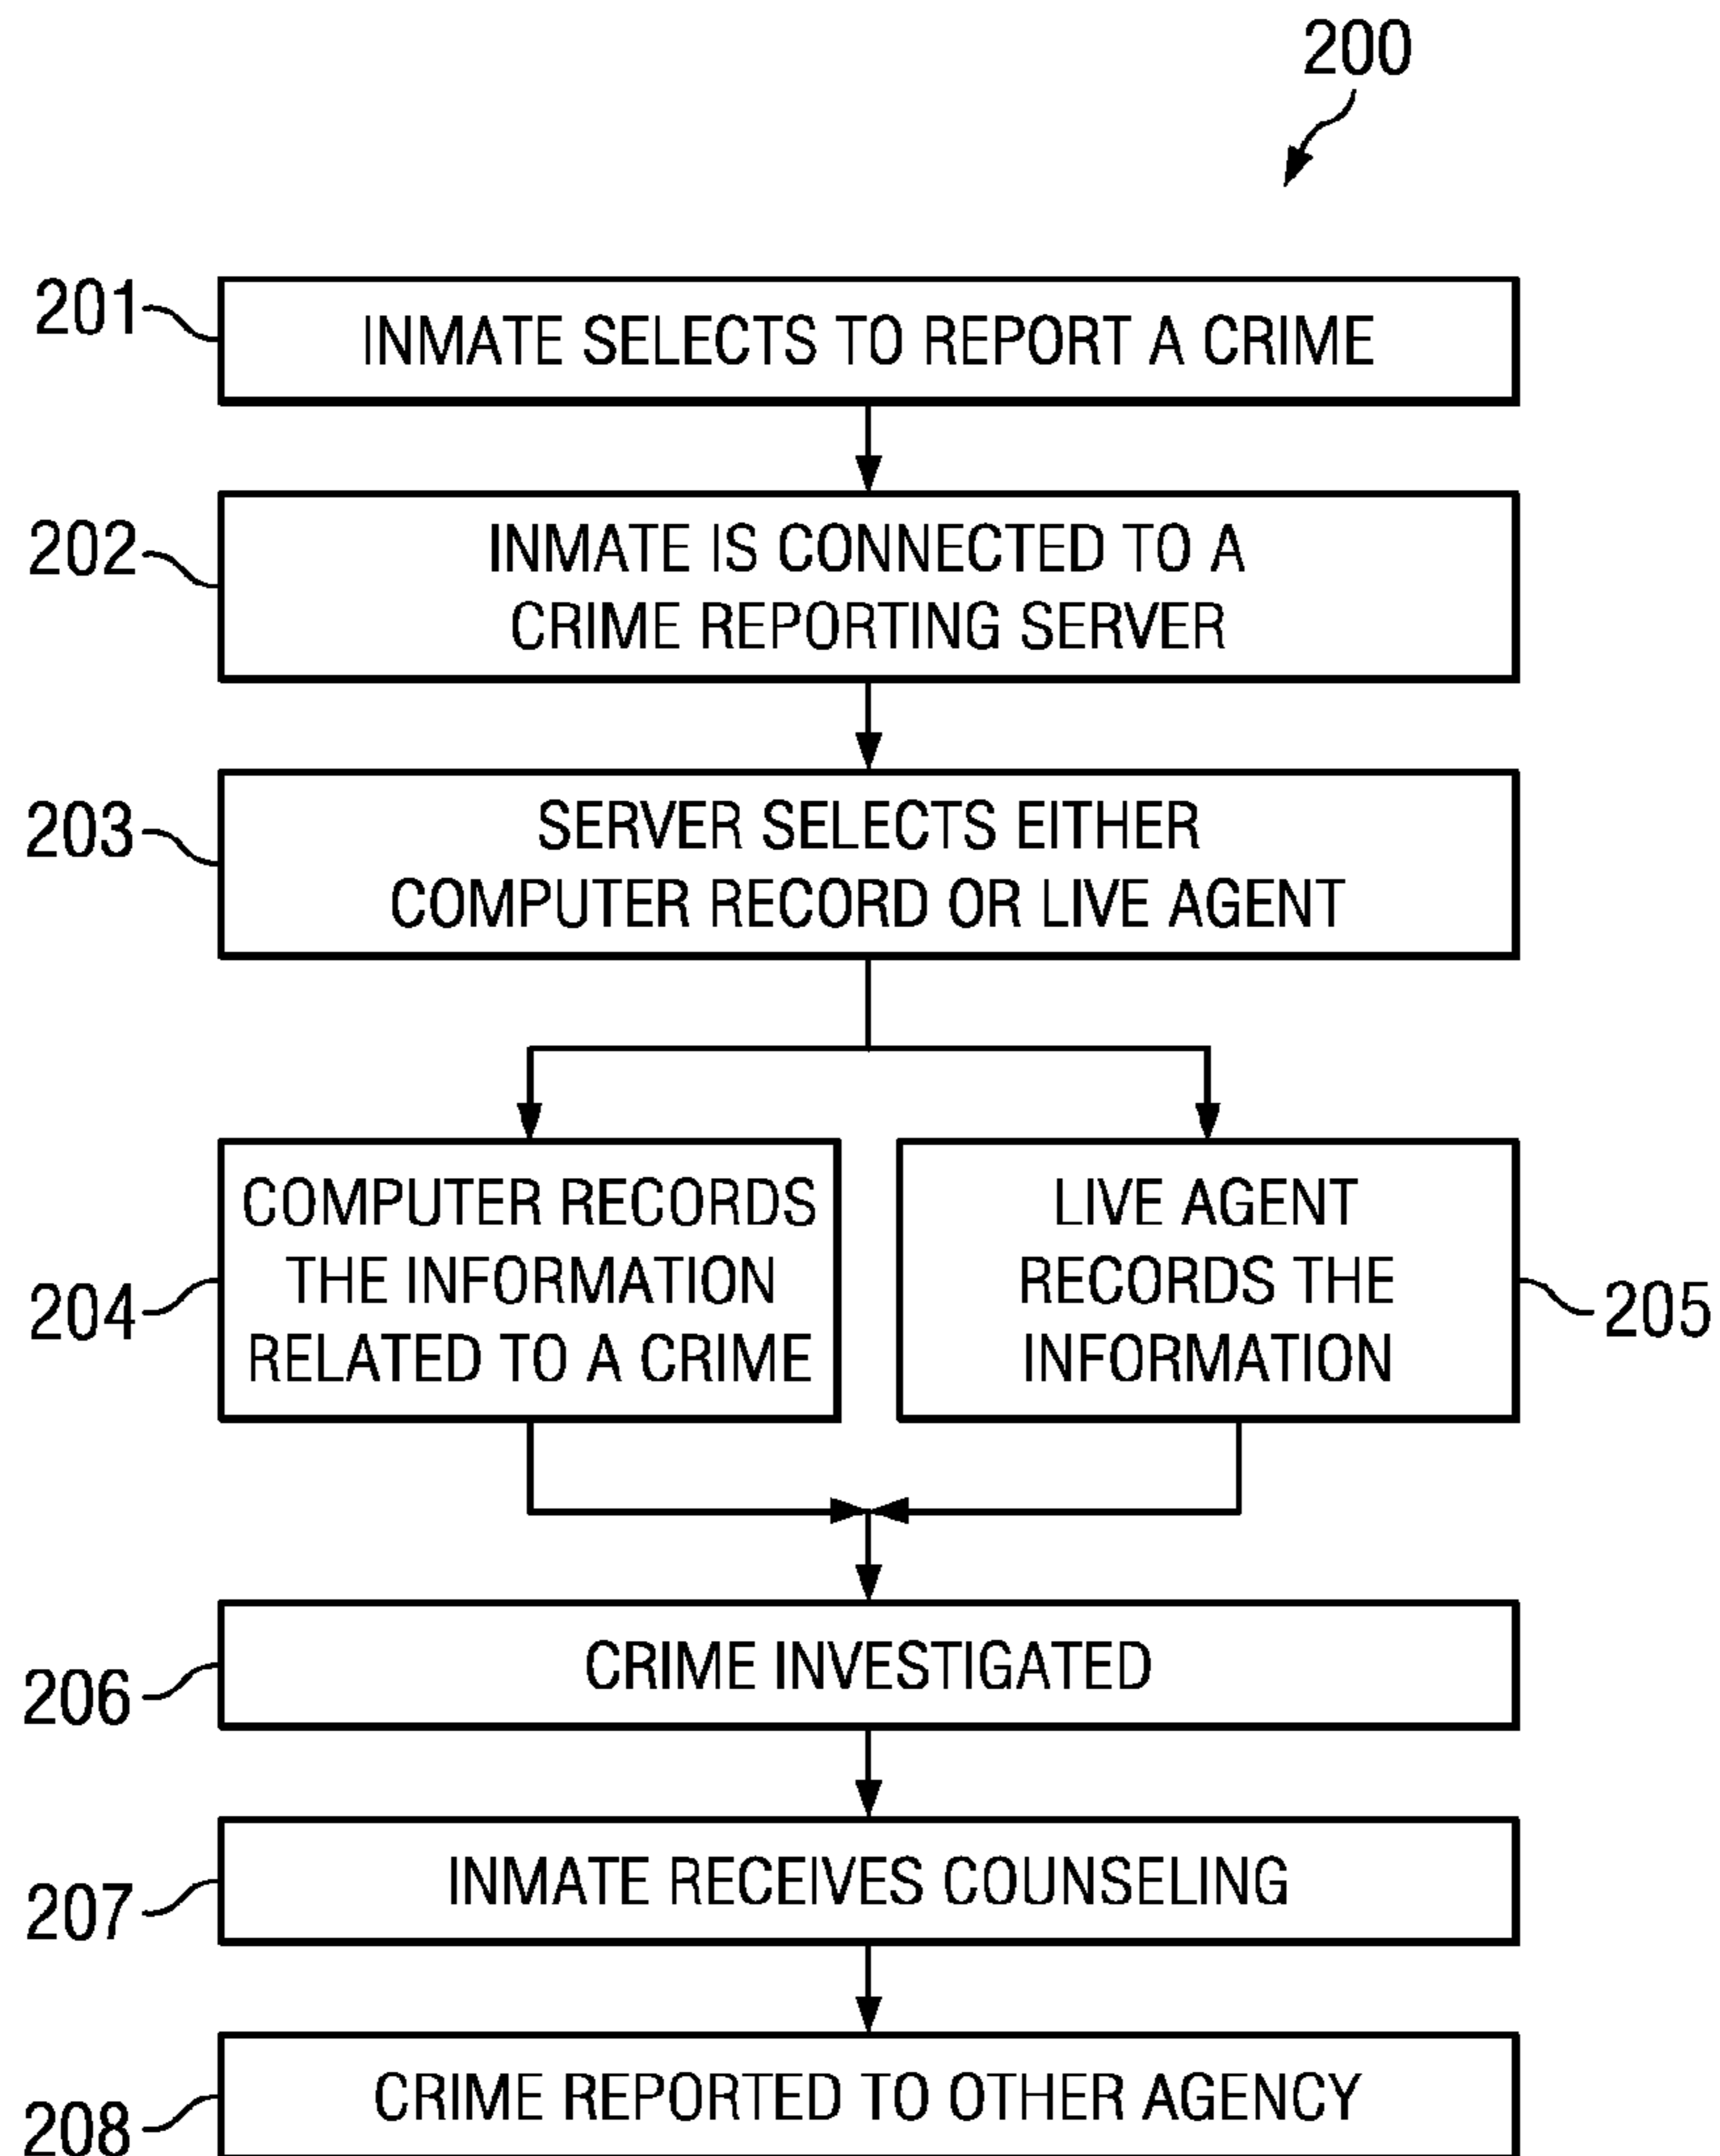 200
201
INMATE SELECTS TO REPORT A CRIME
202
INMATE IS CONNECTED TO A
CRIME REPORTING SERVER
203
SERVER SELECTS EITHER
COMPUTER RECORD OR LIVE AGENT
204
COMPUTER RECORDS
THE INFORMATION
RELATED TO A CRIME
LIVE AGENT
RECORDS THE
INFORMATION
205
206
CRIME INVESTIGATED
207
INMATE RECEIVES COUNSELING
208
CRIME REPORTED TO OTHER AGENCY